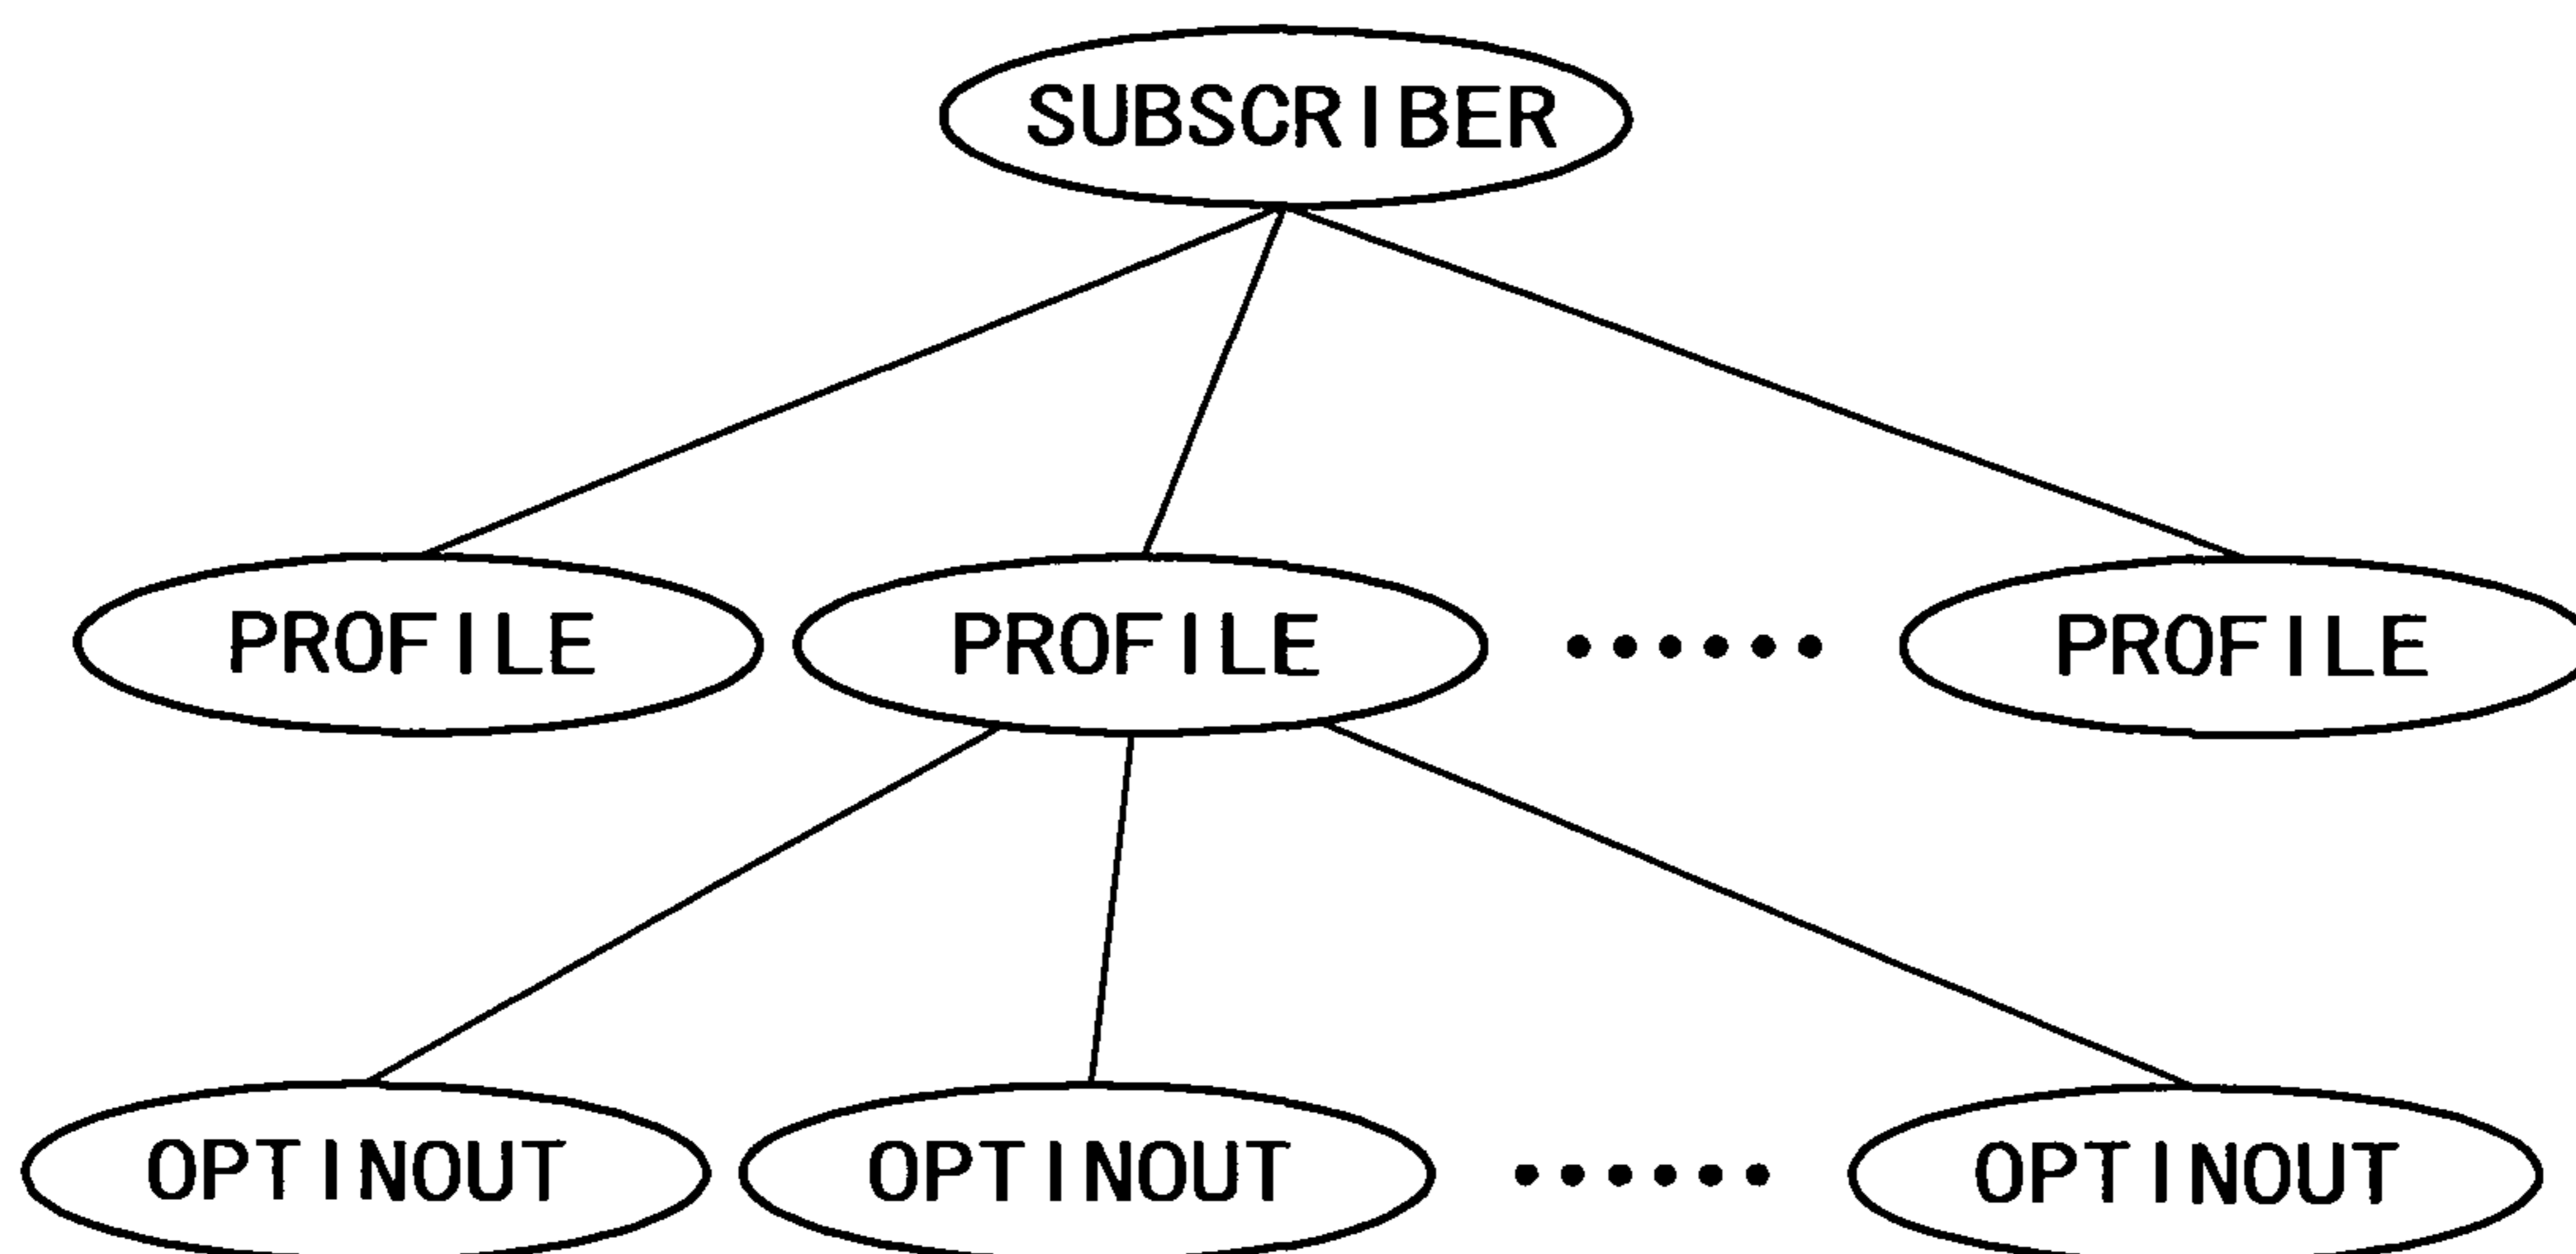 SUBSCRIBER
PROFILE PROFILE ...... PROFILE
OPTINOUT OPTINOUT ...... OPTINOUT